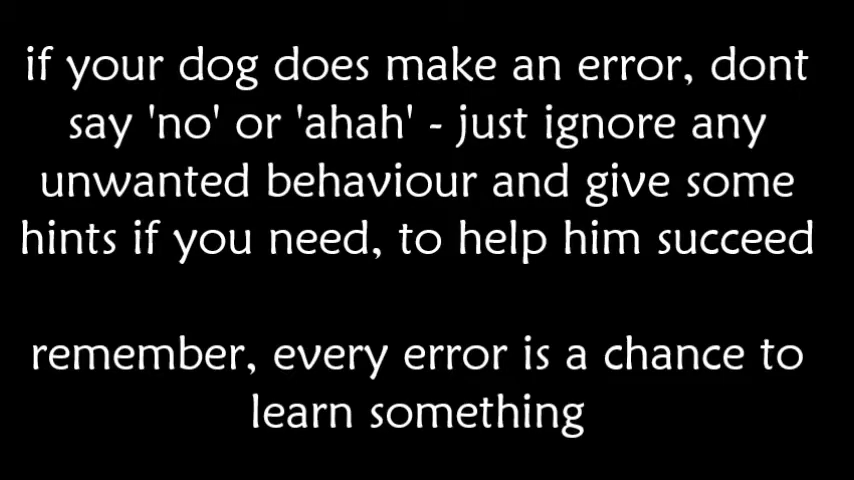 if your dog does make an error, dont
say 'no' or 'ahah' - just ignore any
unwanted behaviour and give some
hints if you need, to help him succeed
remember, every error is a chance to
learn something